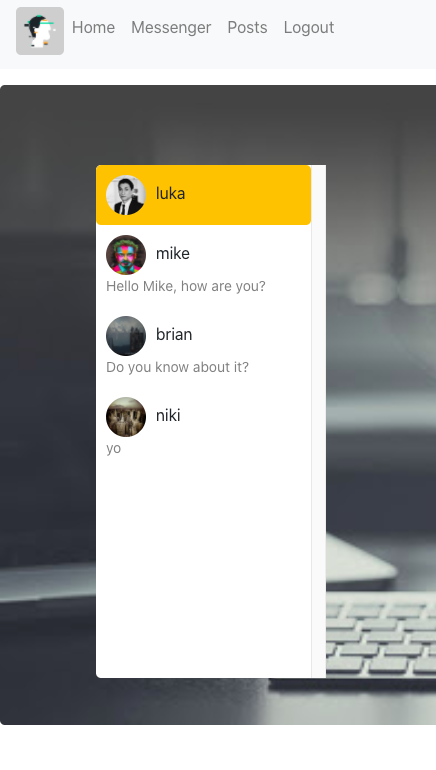 Home Messenger Posts Logout
luka
mike
Hello Mike, how are you?
brian
Do you know about it?
niki
yo